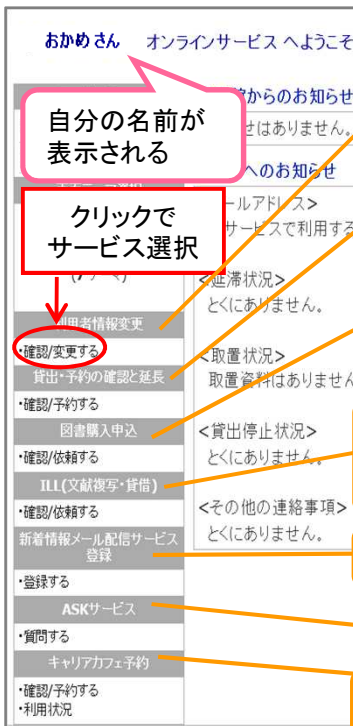 おかめ さん オンラインサービス へようこそ
自分の名前が
表示される
からのお知らせ
せはありません。
へのお知らせ
ールアドレス>
サービスで利用する
クリックで
サービス選択
<延滞状況>
とくにありません。
利用者情報変更
・確認/変更する
<取置状況>
取置資料はありません
貸出・予約の確認と延長
・確認/予約する
図書購入申込
・確認/依頼する
<貸出停止状況>
とくにありません。
ILL(文献複写・貸借)
・確認/依頼する
<その他の連絡事項>
とくにありません。
新着情報メール配信サービス
登録
・登録する
ASKサービス
・質問する
キャリアカフェ予約
・確認/予約する
・利用状況